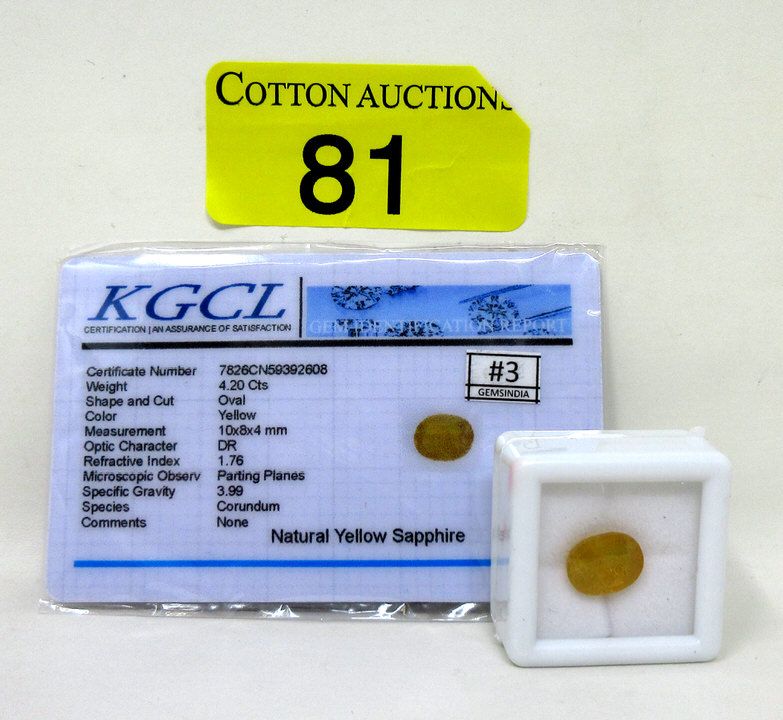 COTTON AUCTIONS
81
KGCL
CERTIFICATION | AN ASSURANCE OF SATISFACTION
GEM IDENTIFICATION REPORT
#3
GEMSINDIA
Certificate Number 7826CN59392608
Weight 4.20 Cts
Shape and Cut Oval
Color Yellow
Measurement 10x8x4 mm
Optic Character DR
Refractive Index 1.76
Microscopic Observ Parting Planes
Specific Gravity 3.99
Species Corundum
Comments None
Natural Yellow Sapphire